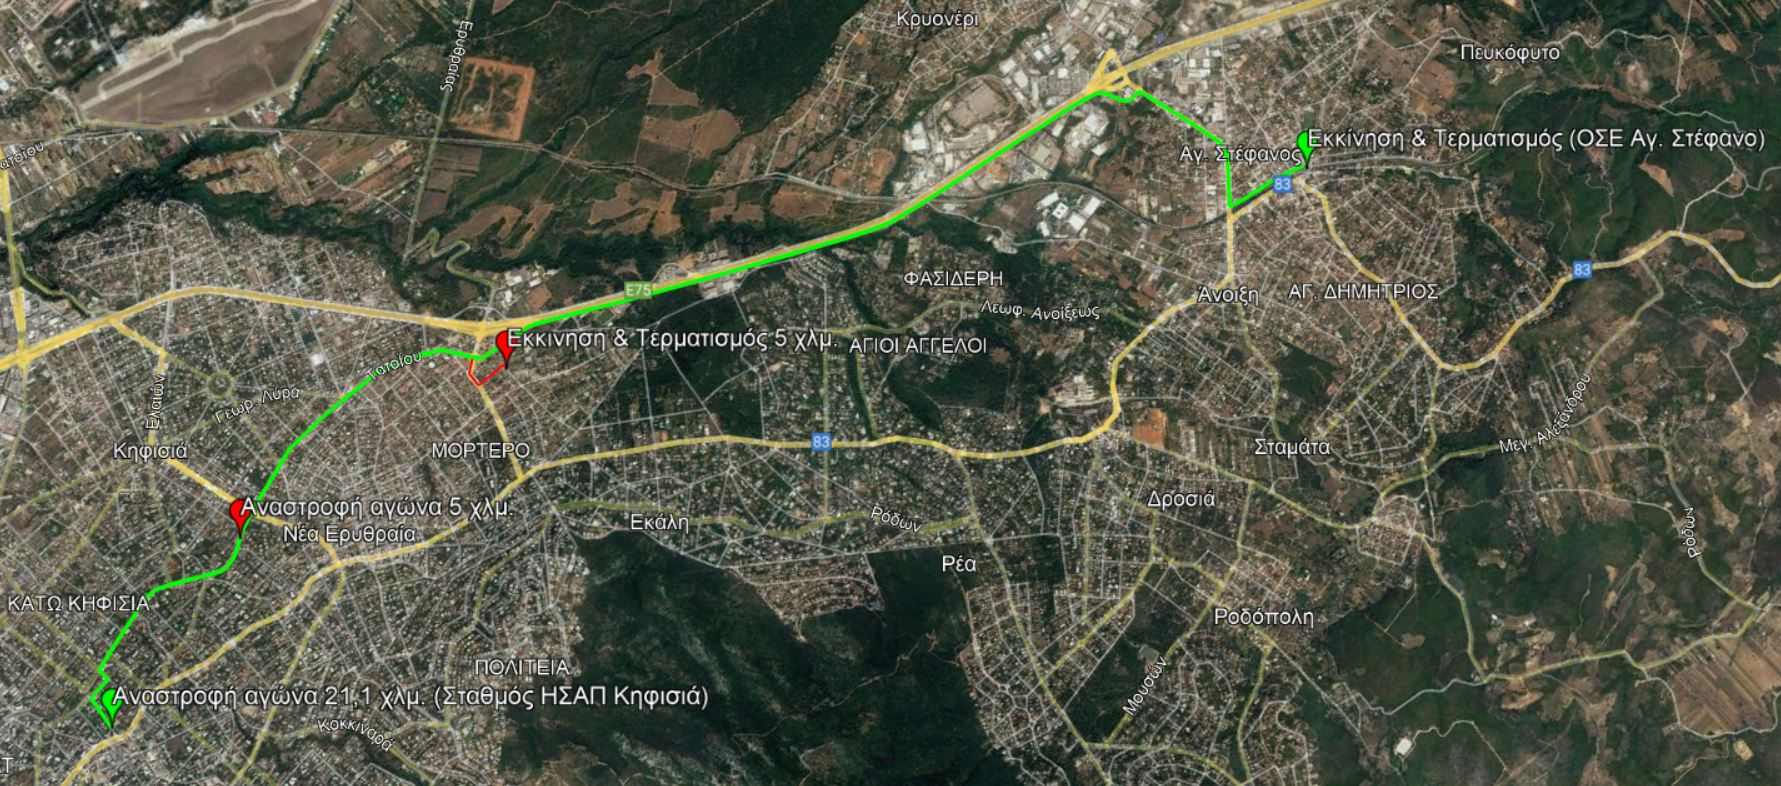 Κρυονέρι
Πευκόφυτο
Ερυθραίας
Εκκίνηση & Τερματισμός (ΟΣΕ Αγ. Στέφανο)
Αγ. Στέφανος
83
ΦΑΣΙΔΕΡΗ
83
E75
Άνοιξη
ΑΓ. ΔΗΜΗΤΡΙΟΣ
Λεωφ. Ανοίξεως
Εκκίνηση & Τερματισμός 5 χλμ.
ΑΓΙΟΙ ΑΓΓΕΛΟΙ
Τατοΐου
Ελαιών
Γεωρ. Λύρα
Κηφισιά
ΜΟΡΤΕΡΟ
83
Σταμάτα
Μεγ. Αλεξάνδρου
Αναστροφή αγώνα 5 χλμ.
Νέα Ερυθραία
Εκάλη
Ρόδων
Δροσιά
Ρόδων
Ρέα
ΚΑΤΩ ΚΗΦΙΣΙΑ
Ροδόπολη
ΠΟΛΙΤΕΙΑ
Αναστροφή αγώνα 21,1 χλμ. (Σταθμός ΗΣΑΠ Κηφισιά)
Μουσών
Κοκκιναρά